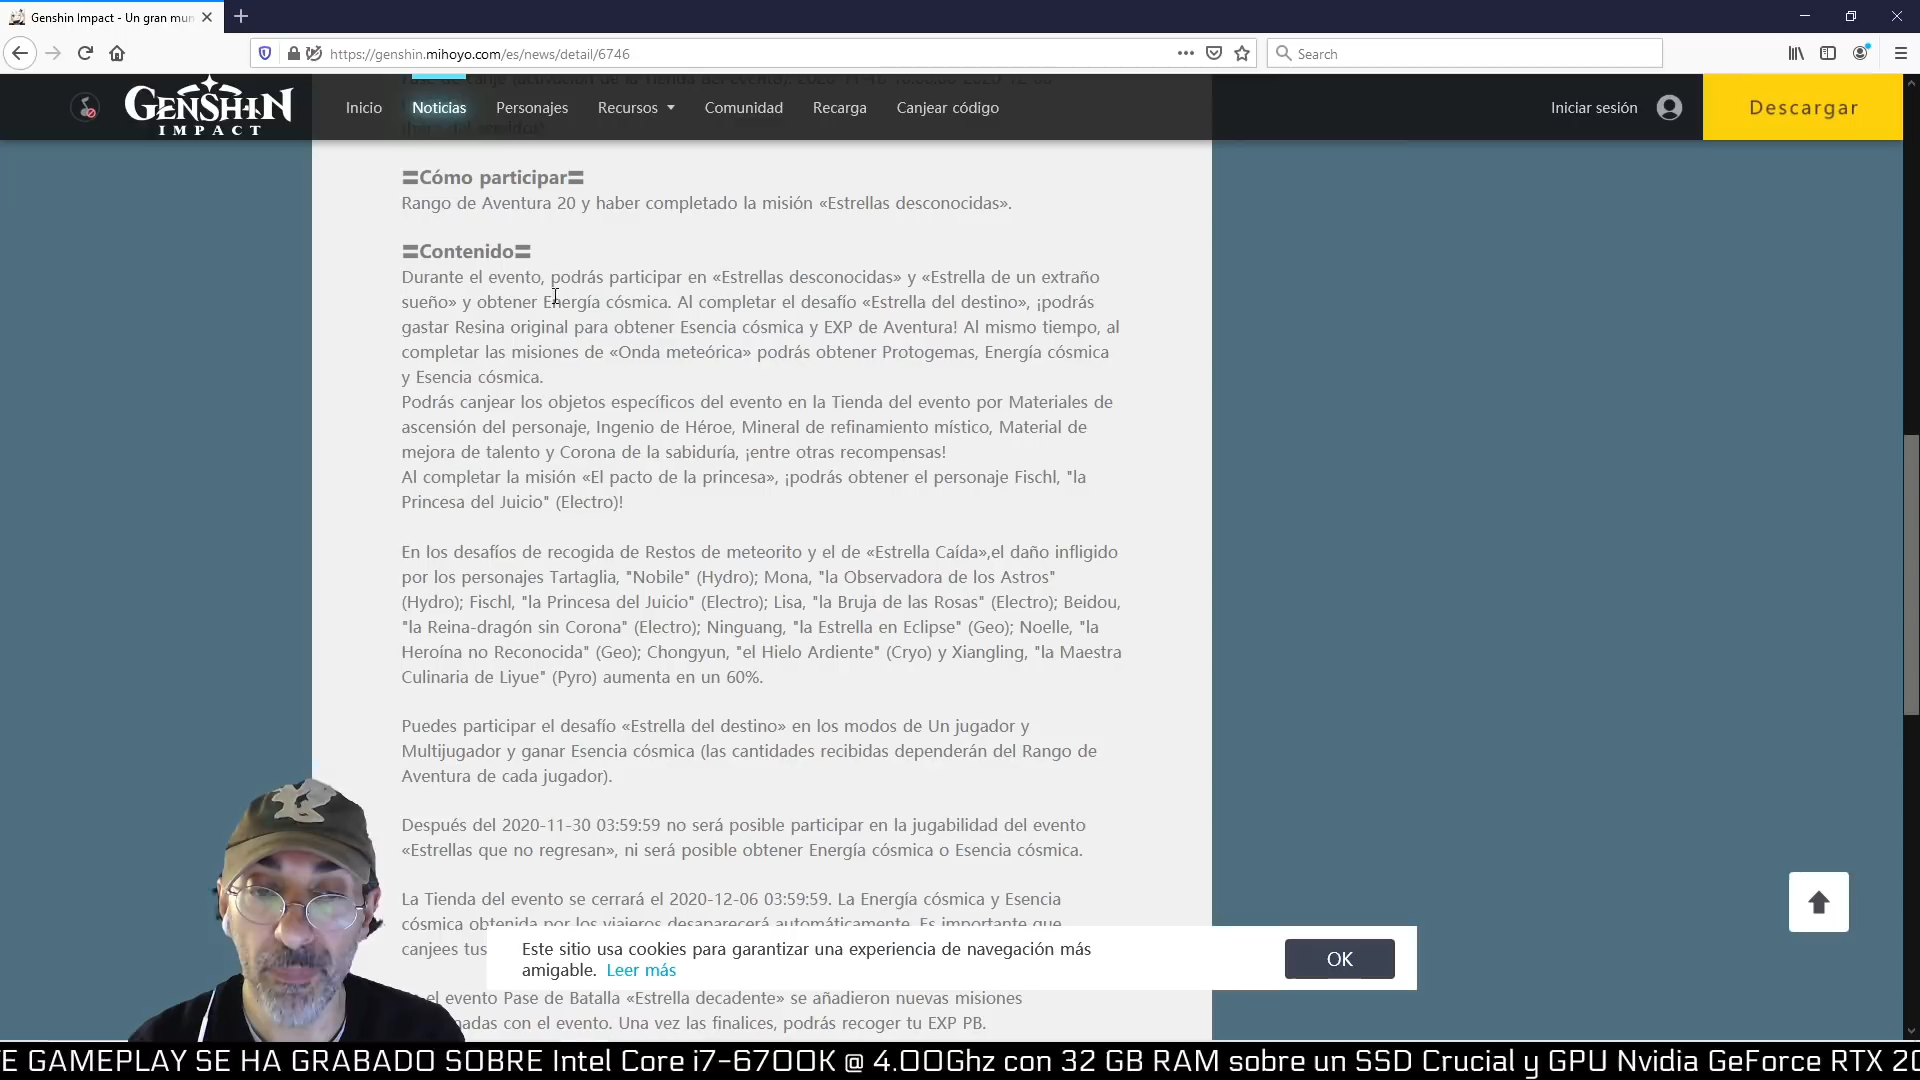 Genshin Impact - Un gran mun
https://genshin.mihoyo.com/es/news/detail/6746
Search
GENSHIN
IMPACT
Inicio
Noticias
Personajes
Recursos
Comunidad
Recarga
Canjear código
Iniciar sesión
Descargar
〓Cómo participar〓
Rango de Aventura 20 y haber completado la misión «Estrellas desconocidas».
〓Contenido〓
Durante el evento, podrás participar en «Estrellas desconocidas» y «Estrella de un extraño
sueño» y obtener Energía cósmica. Al completar el desafío «Estrella del destino», ¡podrás
gastar Resina original para obtener Esencia cósmica y EXP de Aventura! Al mismo tiempo, al
completar las misiones de «Onda meteórica» podrás obtener Protogemas, Energía cósmica
y Esencia cósmica.
Podrás canjear los objetos específicos del evento en la Tienda del evento por Materiales de
ascensión del personaje, Ingenio de Héroe, Mineral de refinamiento místico, Material de
mejora de talento y Corona de la sabiduría, ¡entre otras recompensas!
Al completar la misión «El pacto de la princesa», ¡podrás obtener el personaje Fischl, "la
Princesa del Juicio" (Electro)!
En los desafíos de recogida de Restos de meteorito y el de «Estrella Caída»,el daño infligido
por los personajes Tartaglia, "Nobile" (Hydro); Mona, "la Observadora de los Astros"
(Hydro); Fischl, "la Princesa del Juicio" (Electro); Lisa, "la Bruja de las Rosas" (Electro); Beidou,
"la Reina-dragón sin Corona" (Electro); Ninguang, "la Estrella en Eclipse" (Geo); Noelle, "la
Heroína no Reconocida" (Geo); Chongyun, "el Hielo Ardiente" (Cryo) y Xiangling, "la Maestra
Culinaria de Liyue" (Pyro) aumenta en un 60%.
Puedes participar el desafío «Estrella del destino» en los modos de Un jugador y
Multijugador y ganar Esencia cósmica (las cantidades recibidas dependerán del Rango de
Aventura de cada jugador).
Después del 2020-11-30 03:59:59 no será posible participar en la jugabilidad del evento
«Estrellas que no regresan», ni será posible obtener Energía cósmica o Esencia cósmica.
La Tienda del evento se cerrará el 2020-12-06 03:59:59. La Energía cósmica y Esencia
cósmica obtenida por los viajeros desaparecerá automáticamente. Es importante que
canjees tus
Este sitio usa cookies para garantizar una experiencia de navegación más
amigable. Leer más
OK
el evento Pase de Batalla «Estrella decadente» se añadieron nuevas misiones
nadas con el evento. Una vez las finalices, podrás recoger tu EXP PB.
TE GAMEPLAY SE HA GRABADO SOBRE Intel Core i7-6700K @ 4.00Ghz con 32 GB RAM sobre un SSD Crucial y GPU Nvidia GeForce RTX 20